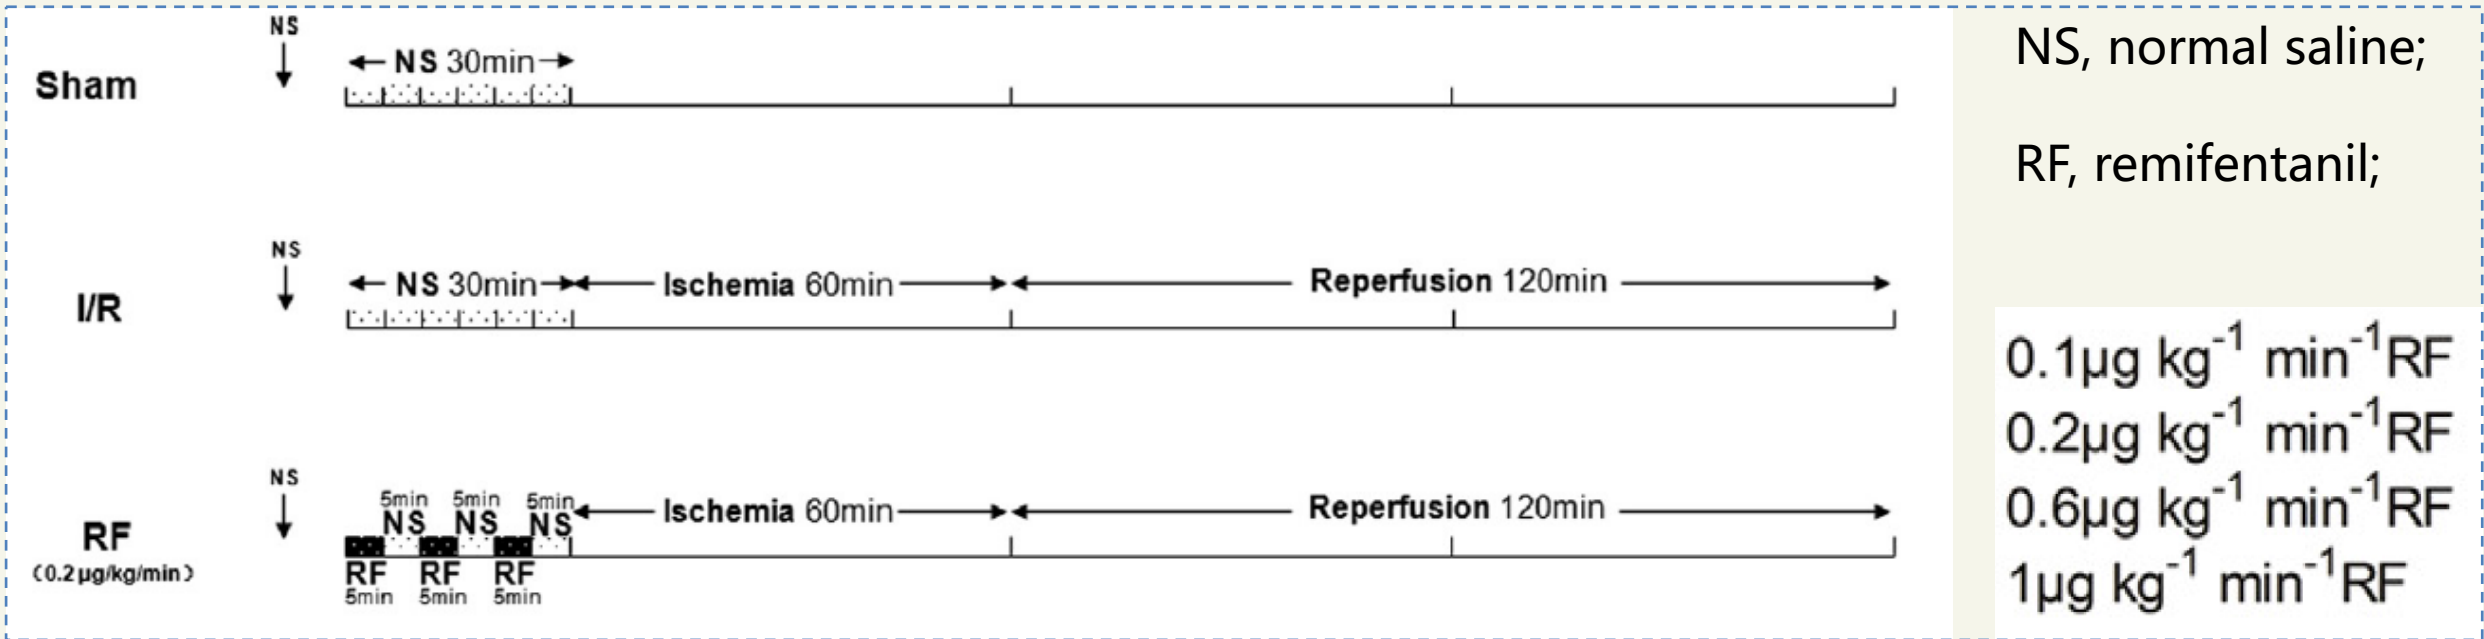 NS
← NS 30min →
Sham
NS, normal saline;
RF, remifentanil;
NS
← NS 30min →← Ischemia 60min →← Reperfusion 120min →
I/R
0.1µg kg⁻¹ min⁻¹RF
0.2µg kg⁻¹ min⁻¹RF
0.6µg kg⁻¹ min⁻¹RF
1µg kg⁻¹ min⁻¹RF
NS
5min 5min 5min
NS NS NS
← Ischemia 60min →← Reperfusion 120min →
RF
(0.2µg/kg/min)
RF RF RF
5min 5min 5min